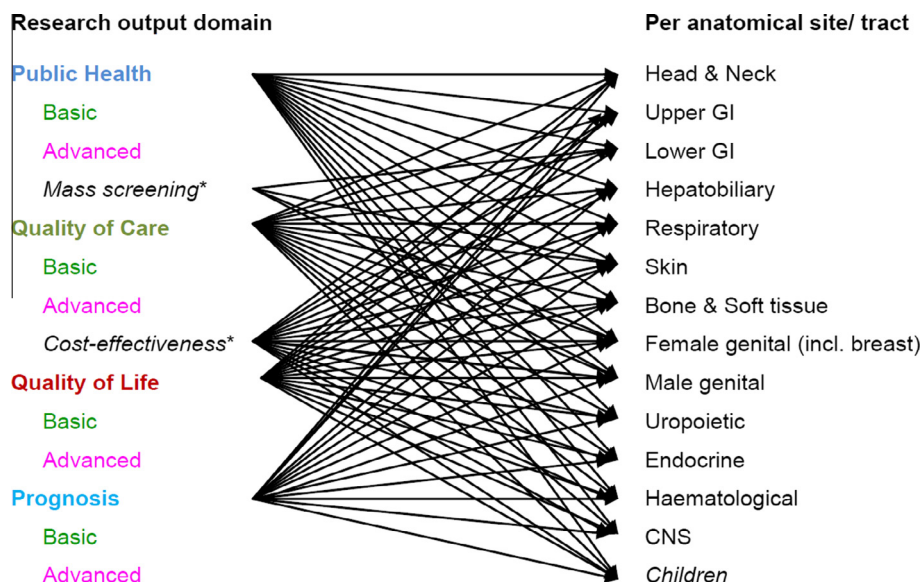 Research output domain
Public Health
Basic
Advanced
Mass screening*
Quality of Care
Basic
Advanced
Cost-effectiveness*
Quality of Life
Basic
Advanced
Prognosis
Basic
Advanced
Per anatomical site/ tract
Head & Neck
Upper GI
Lower GI
Hepatobiliary
Respiratory
Skin
Bone & Soft tissue
Female genital (incl. breast)
Male genital
Uropoietic
Endocrine
Haematological
CNS
Children